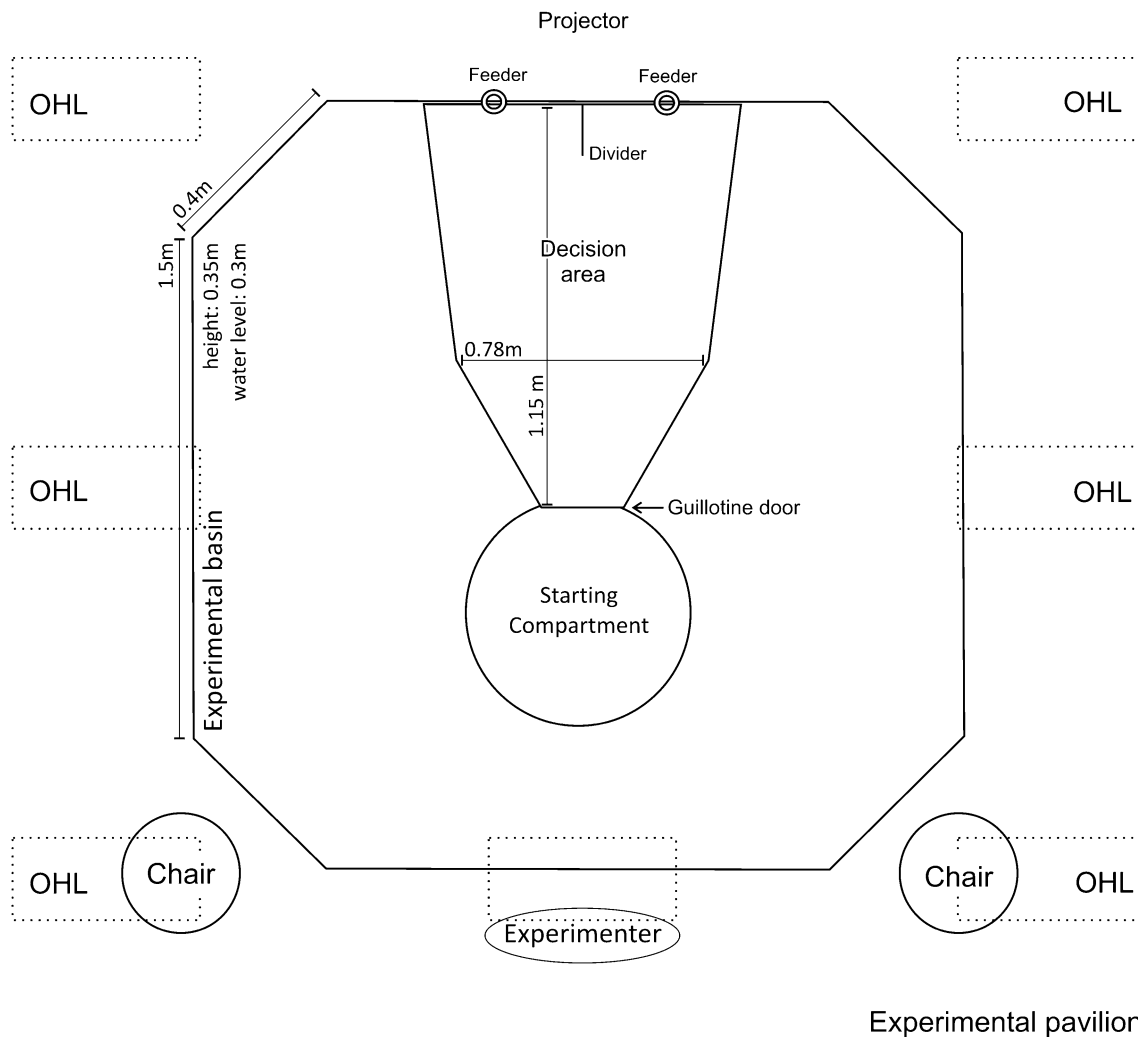 Projector
Feeder
Feeder
OHL
OHL
Divider
0.4m
1.5m
height: 0.35m
water level: 0.3m
Decision
area
0.78m
1.15 m
OHL
OHL
Guillotine door
Experimental basin
Starting
Compartment
OHL
Chair
Chair
OHL
Experimenter
Experimental pavilion